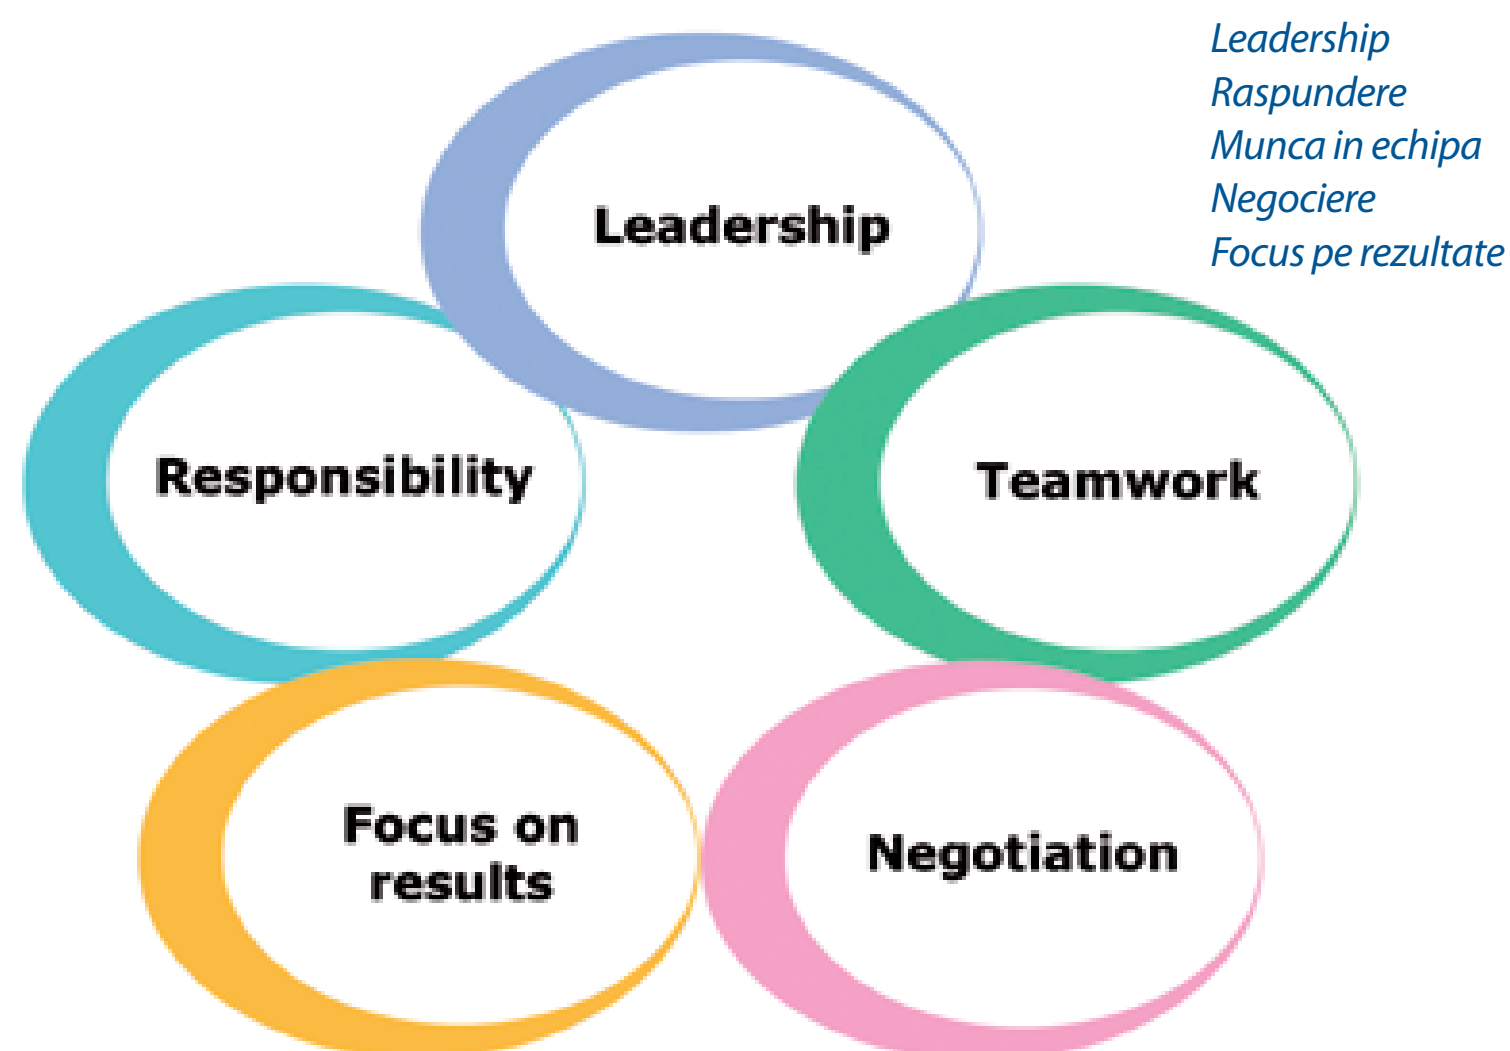 Leadership
Raspundere
Munca in echipa
Negociere
Focus pe rezultate
Leadership
Responsibility
Teamwork
Focus on
results
Negotiation